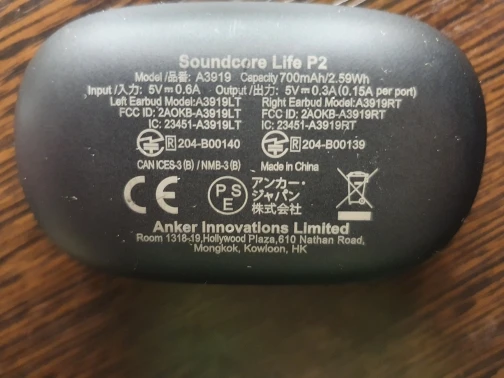 Soundcore Life P2
Model /品番: A3919 Capacity700mAh/2.59Wh
Input /入力: 5V⎓0.6A Output /出力: 5V⎓0.3A(0.15A per port)
Left Earbud Model:A3919LT Right Earbud Model:A3919RT
FCC ID: 2AOKB-A3919LT FCC ID: 2AOKB-A3919RT
IC: 23451-A3919LT IC: 23451-A3919RT
R 204-B00140 R 204-B00139
CAN ICES-3 (B) / NMB-3 (B) Made in China
CE PSE アンカー・
ジャパン
株式会社
Anker Innovations Limited
Room 1318-19,Hollywood Plaza,610 Nathan Road,
Mongkok, Kowloon, HK